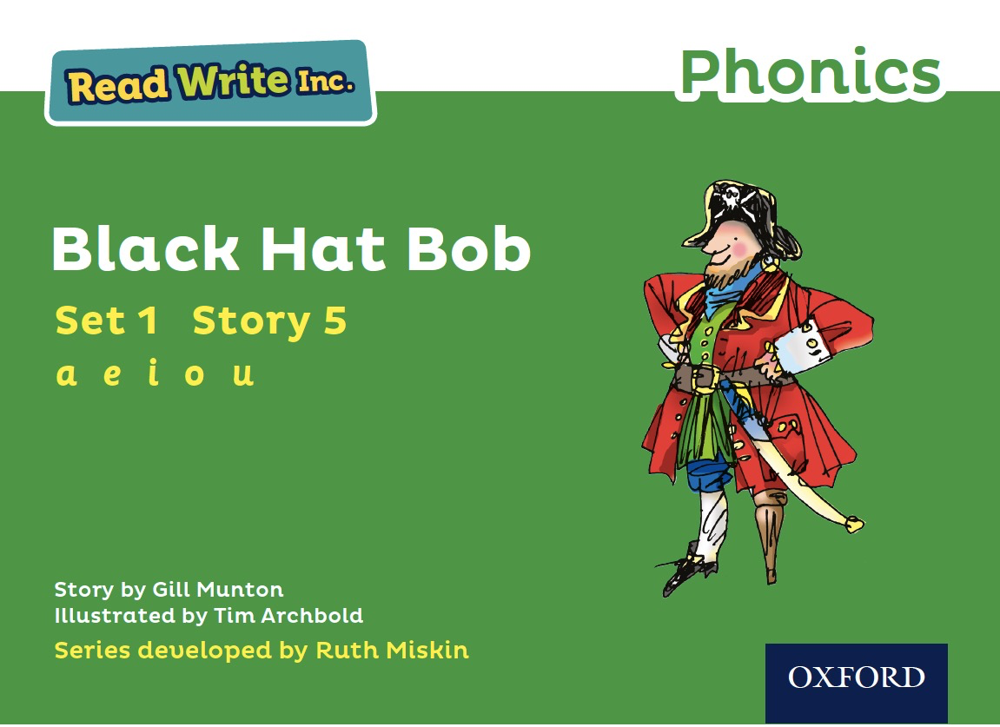 Read Write Inc.
Phonics
Black Hat Bob
Set 1 Story 5
a e i o u
Story by Gill Munton
Illustrated by Tim Archbold
Series developed by Ruth Miskin
OXFORD